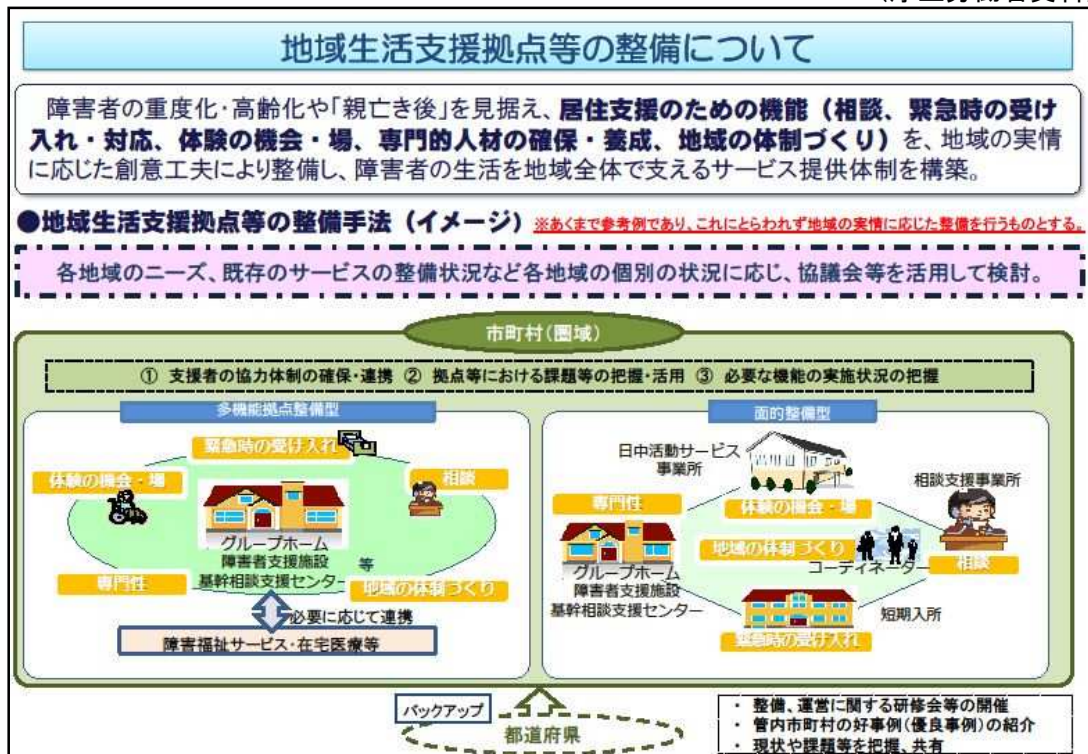 地域生活支援拠点等の整備について
障害者の重度化・高齢化や「親亡き後」を見据え、居住支援のための機能（相談、緊急時の受け
入れ・対応、体験の機会・場、専門的人材の確保・養成、地域の体制づくり）を、地域の実情
に応じた創意工夫により整備し、障害者の生活を地域全体で支えるサービス提供体制を構築。
●地域生活支援拠点等の整備手法（イメージ）※あくまで参考例であり、これにとらわれず地域の実情に応じた整備を行うものとする。
各地域のニーズ、既存のサービスの整備状況など各地域の個別の状況に応じ、協議会等を活用して検討。
市町村（圏域）
① 支援者の協力体制の確保・連携 ② 拠点等における課題等の把握・活用 ③ 必要な機能の実施状況の把握
多機能拠点整備型
緊急時の受け入れ
体験の機会・場
相談
グループホーム
障害者支援施設
基幹相談支援センター
等
専門性
地域の体制づくり
必要に応じて連携
障害福祉サービス・在宅医療等
面的整備型
日中活動サービス
事業所
相談支援事業所
専門性
体験の機会・場
地域の体制づくり
コーディネーター
相談
グループホーム
障害者支援施設
基幹相談支援センター
短期入所
緊急時の受け入れ
バックアップ
都道府県
・ 整備、運営に関する研修会等の開催
・ 管内市町村の好事例（優良事例）の紹介
・ 現状や課題等を把握、共有